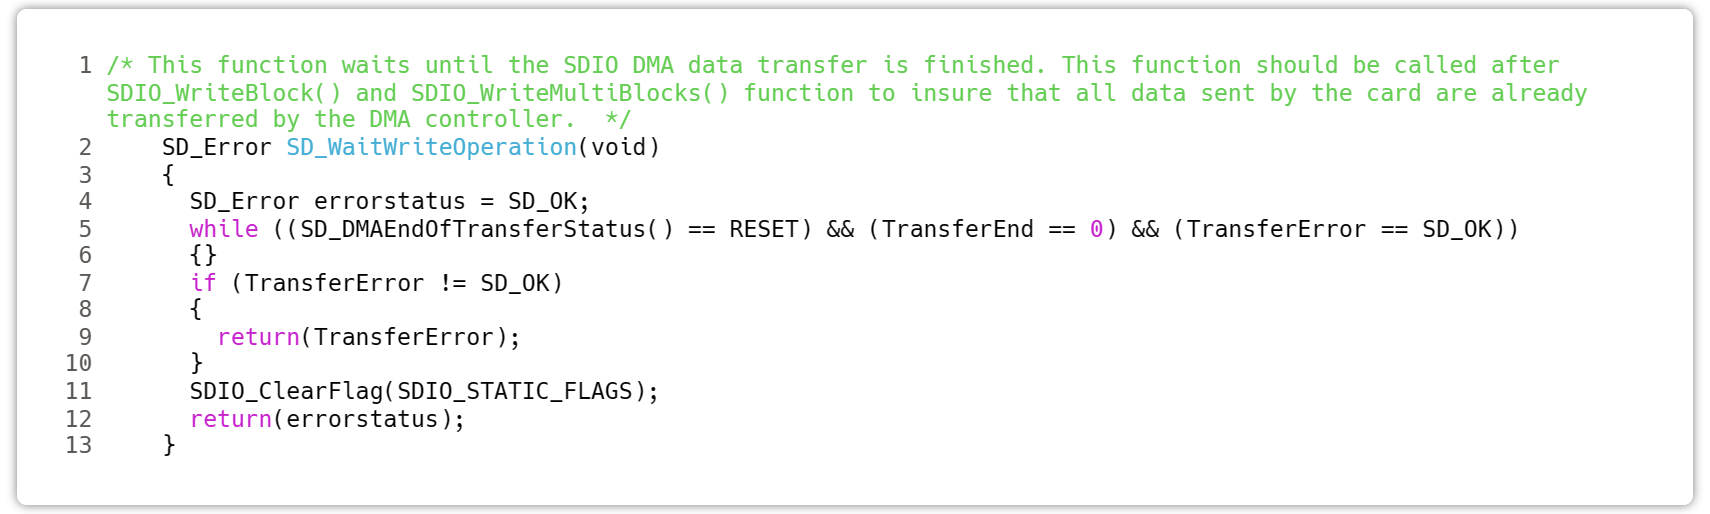 1 /* This function waits until the SDIO DMA data transfer is finished. This function should be called after
SDIO_WriteBlock() and SDIO_WriteMultiBlocks() function to insure that all data sent by the card are already
transferred by the DMA controller.  */
2     SD_Error SD_WaitWriteOperation(void)
3     {
4       SD_Error errorstatus = SD_OK;
5       while ((SD_DMAEndOfTransferStatus() == RESET) && (TransferEnd == 0) && (TransferError == SD_OK))
6       {}
7       if (TransferError != SD_OK)
8       {
9         return(TransferError);
10       }
11       SDIO_ClearFlag(SDIO_STATIC_FLAGS);
12       return(errorstatus);
13     }